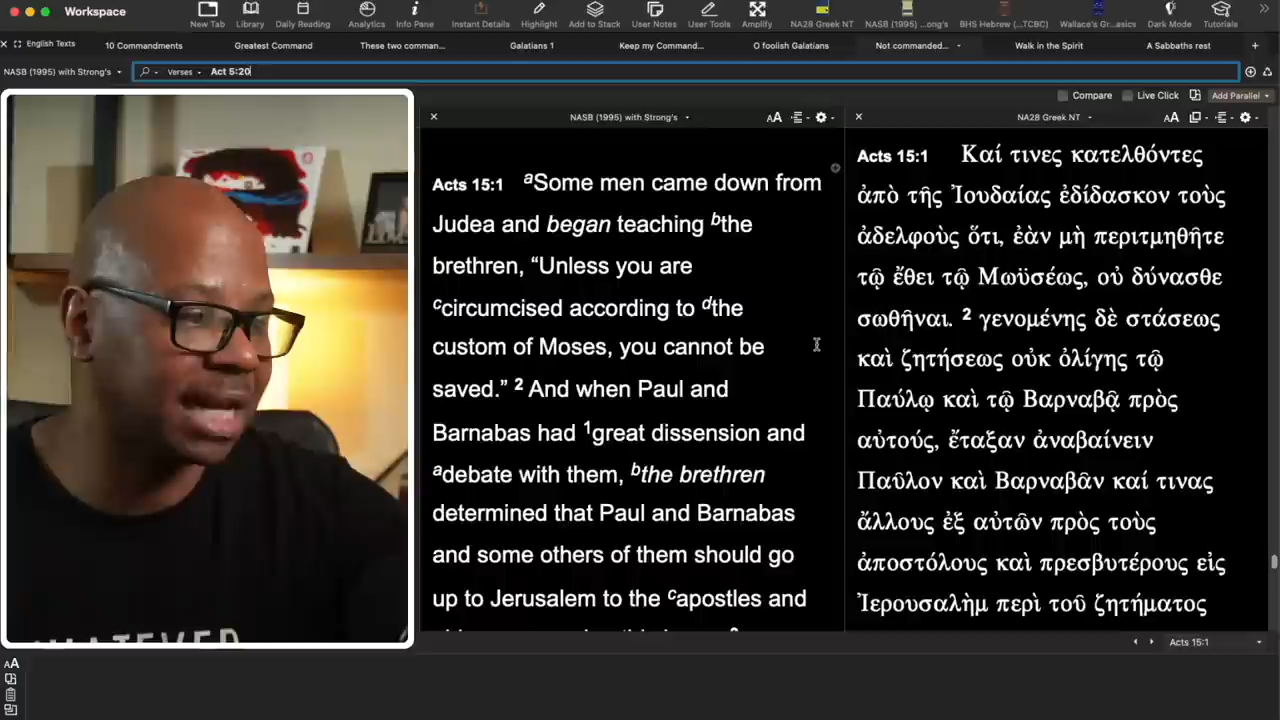 Workspace
New Tab
Library
Daily Reading
Analytics
Info Pane
Instant Details
Highlight
Add to Stack
User Notes
User Tools
Amplify
NA28 Greek NT
NASB (1995) ...ong's
BHS Hebrew (...TCBC)
Wallace's Gr...asics
Dark Mode
Tutorials
English Texts
10 Commandments
Greatest Command
These two comman...
Galatians 1
Keep my Command...
O foolish Galatians
Not commanded...
Walk in the Spirit
A Sabbaths rest
NASB (1995) with Strong's
Verses
Act 5:20
Compare
Live Click
Add Parallel
NASB (1995) with Strong's
AA
Acts 15:1 aSome men came down from
Judea and began teaching bthe
brethren, “Unless you are
ccircumcised according to dthe
custom of Moses, you cannot be
saved.” 2 And when Paul and
Barnabas had 1great dissension and
adebate with them, bthe brethren
determined that Paul and Barnabas
and some others of them should go
up to Jerusalem to the capostles and
NA28 Greek NT
AA
Acts 15:1 Καί τινες κατελθόντες
ἀπὸ τῆς Ἰουδαίας ἐδίδασκον τοὺς
ἀδελφοὺς ὅτι, ἐὰν μὴ περιτμηθῆτε
τῷ ἔθει τῷ Μωϋσέως, οὐ δύνασθε
σωθῆναι. 2 γενομένης δὲ στάσεως
καὶ ζητήσεως οὐκ ὀλίγης τῷ
Παύλῳ καὶ τῷ Βαρναβᾷ πρὸς
αὐτούς, ἔταξαν ἀναβαίνειν
Παῦλον καὶ Βαρναβᾶν καί τινας
ἄλλους ἐξ αὐτῶν πρὸς τοὺς
ἀποστόλους καὶ πρεσβυτέρους εἰς
Ἰερουσαλὴμ περὶ τοῦ ζητήματος
Acts 15:1
AA